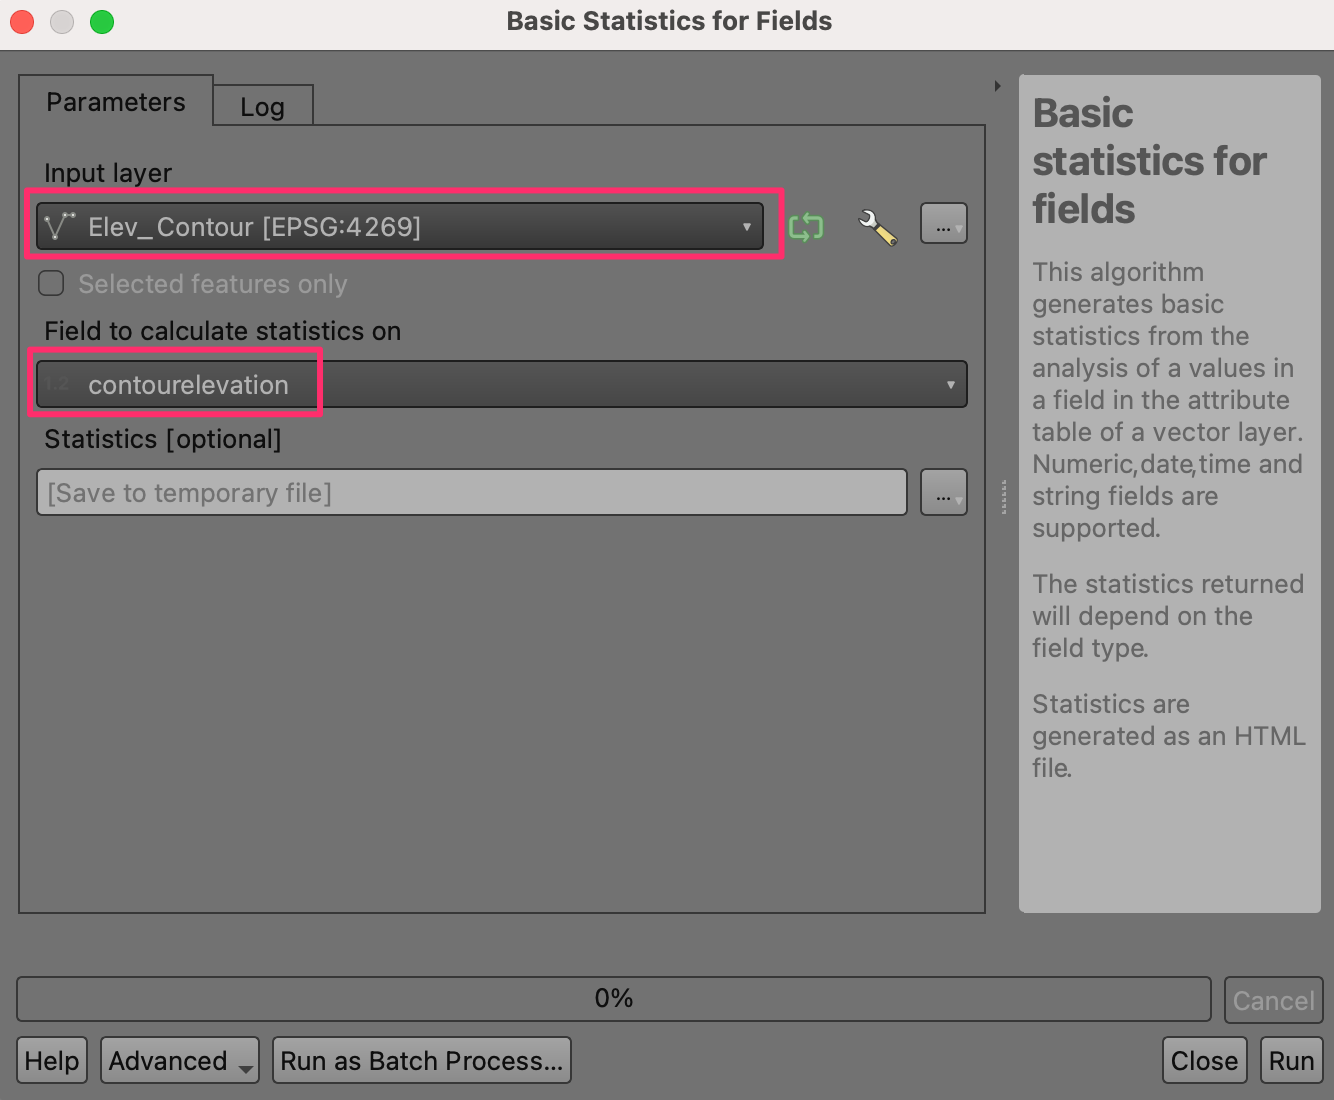 Basic Statistics for Fields
Parameters
Log
Input layer
Elev_Contour [EPSG:4269]
...
Selected features only
Field to calculate statistics on
1.2 contourelevation
Statistics [optional]
[Save to temporary file]
...
Basic
statistics for
fields
This algorithm
generates basic
statistics from the
analysis of a values in
a field in the attribute
table of a vector layer.
Numeric,date,time and
string fields are
supported.
The statistics returned
will depend on the
field type.
Statistics are
generated as an HTML
file.
0%
Cancel
Help
Advanced
Run as Batch Process...
Close
Run